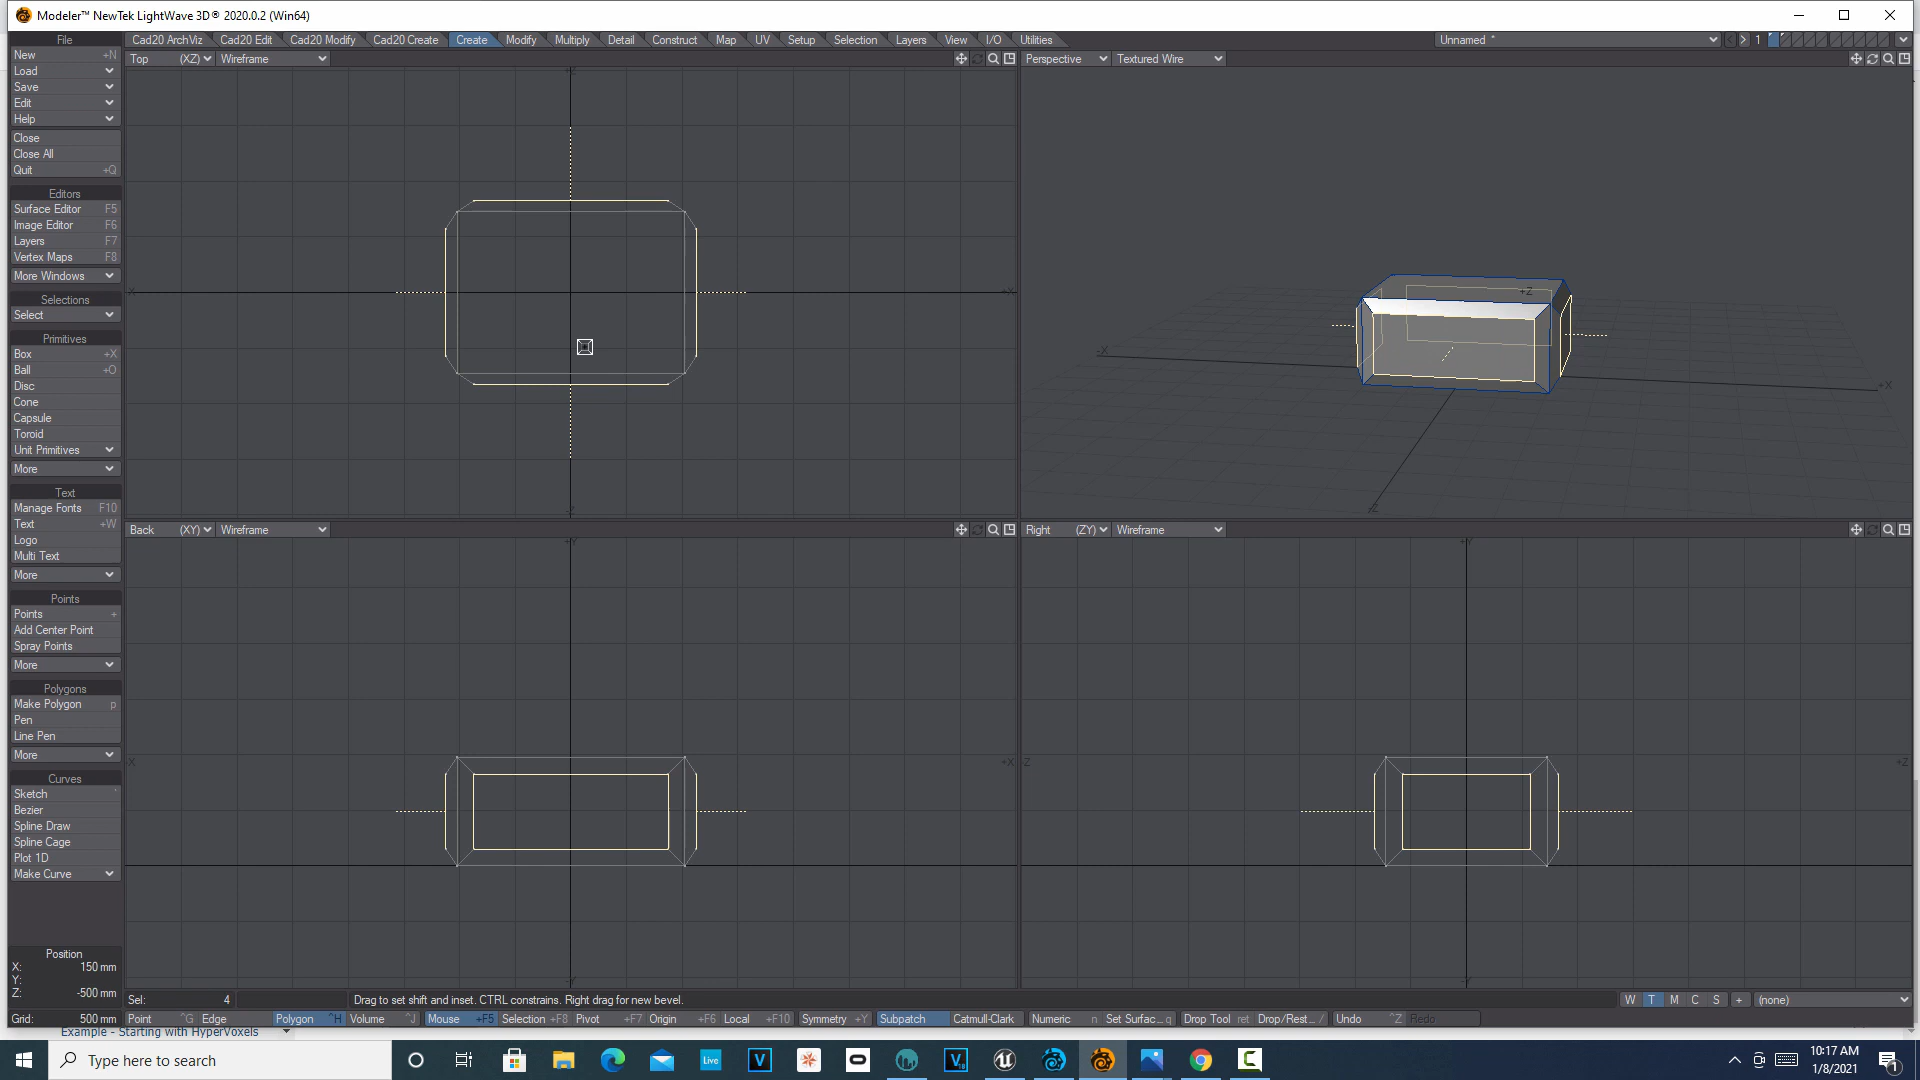 Modeler™ NewTek LightWave 3D® 2020.0.2 (Win64)
File
New +N
Load
Save
Edit
Help
Close
Close All
Quit +Q
Editors
Surface Editor F5
Image Editor F6
Layers F7
Vertex Maps F8
More Windows
Selections
Select
Primitives
Box +X
Ball +O
Disc
Cone
Capsule
Toroid
Unit Primitives
More
Text
Manage Fonts F10
Text +W
Logo
Multi Text
More
Points
Points +
Add Center Point
Spray Points
More
Polygons
Make Polygon p
Pen
Line Pen
More
Curves
Sketch `
Bezier
Spline Draw
Spline Cage
Plot 1D
Make Curve
Position
X: 150 mm
Y:
Z: -500 mm
Grid: 500 mm
Cad20 ArchViz Cad20 Edit Cad20 Modify Cad20 Create Create Modify Multiply Detail Construct Map UV Setup Selection Layers View I/O Utilities
Unnamed * 1
Top (XZ) Wireframe
Perspective Textured Wire
+Z
-X
+X
-Z
Back (XY) Wireframe
Right (ZY) Wireframe
Sel: 4
Drag to set shift and inset. CTRL constrains. Right drag for new bevel.
W T M C S + (none)
Point ^G Edge Polygon ^H Volume ^J Mouse +F5 Selection +F8 Pivot +F7 Origin +F6 Local +F10 Symmetry +Y Subpatch Catmull-Clark Numeric n Set Surfac... q Drop Tool ret Drop/Rest... / Undo ^Z Redo
Example - Starting with HyperVoxels
Type here to search
Live
V
V
10:17 AM
1/8/2021
1